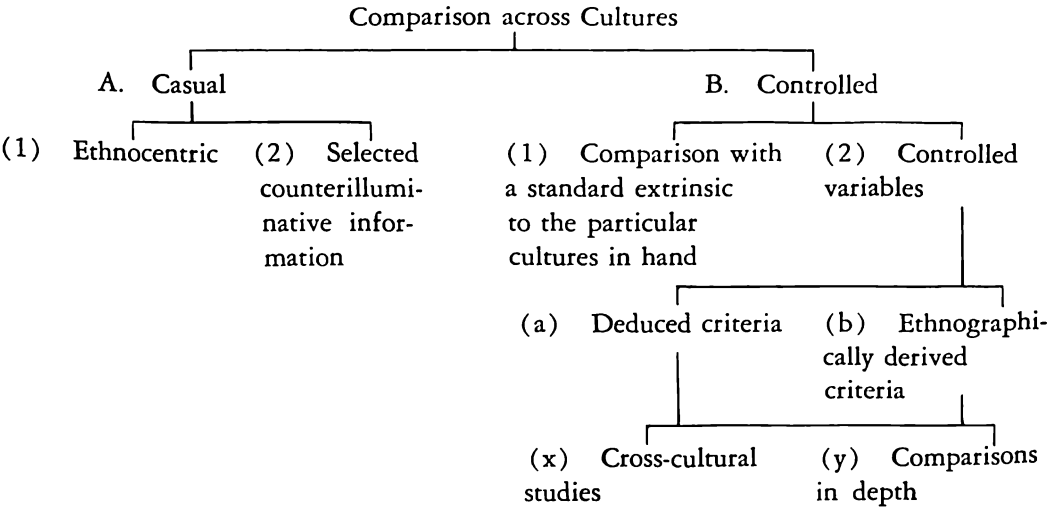 Comparison across Cultures
A. Casual
B. Controlled
(1) Ethnocentric
(2) Selected
counterillumi-
native infor-
mation
(1) Comparison with
a standard extrinsic
to the particular
cultures in hand
(2) Controlled
variables
(a) Deduced criteria
(b) Ethnographi-
cally derived
criteria
(x) Cross-cultural
studies
(y) Comparisons
in depth